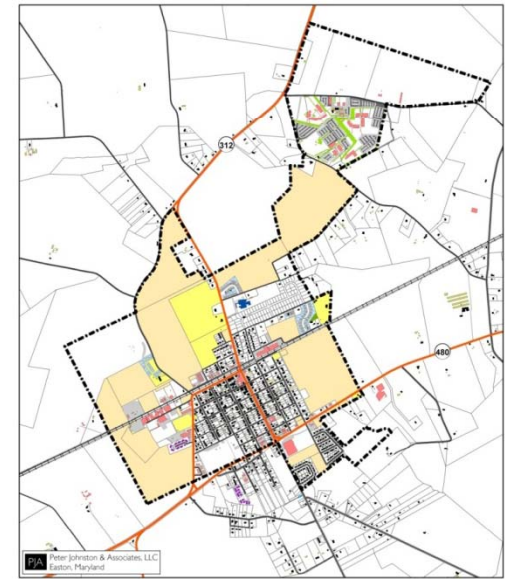 312
480
PJA
Peter Johnston & Associates, LLC
Easton, Maryland